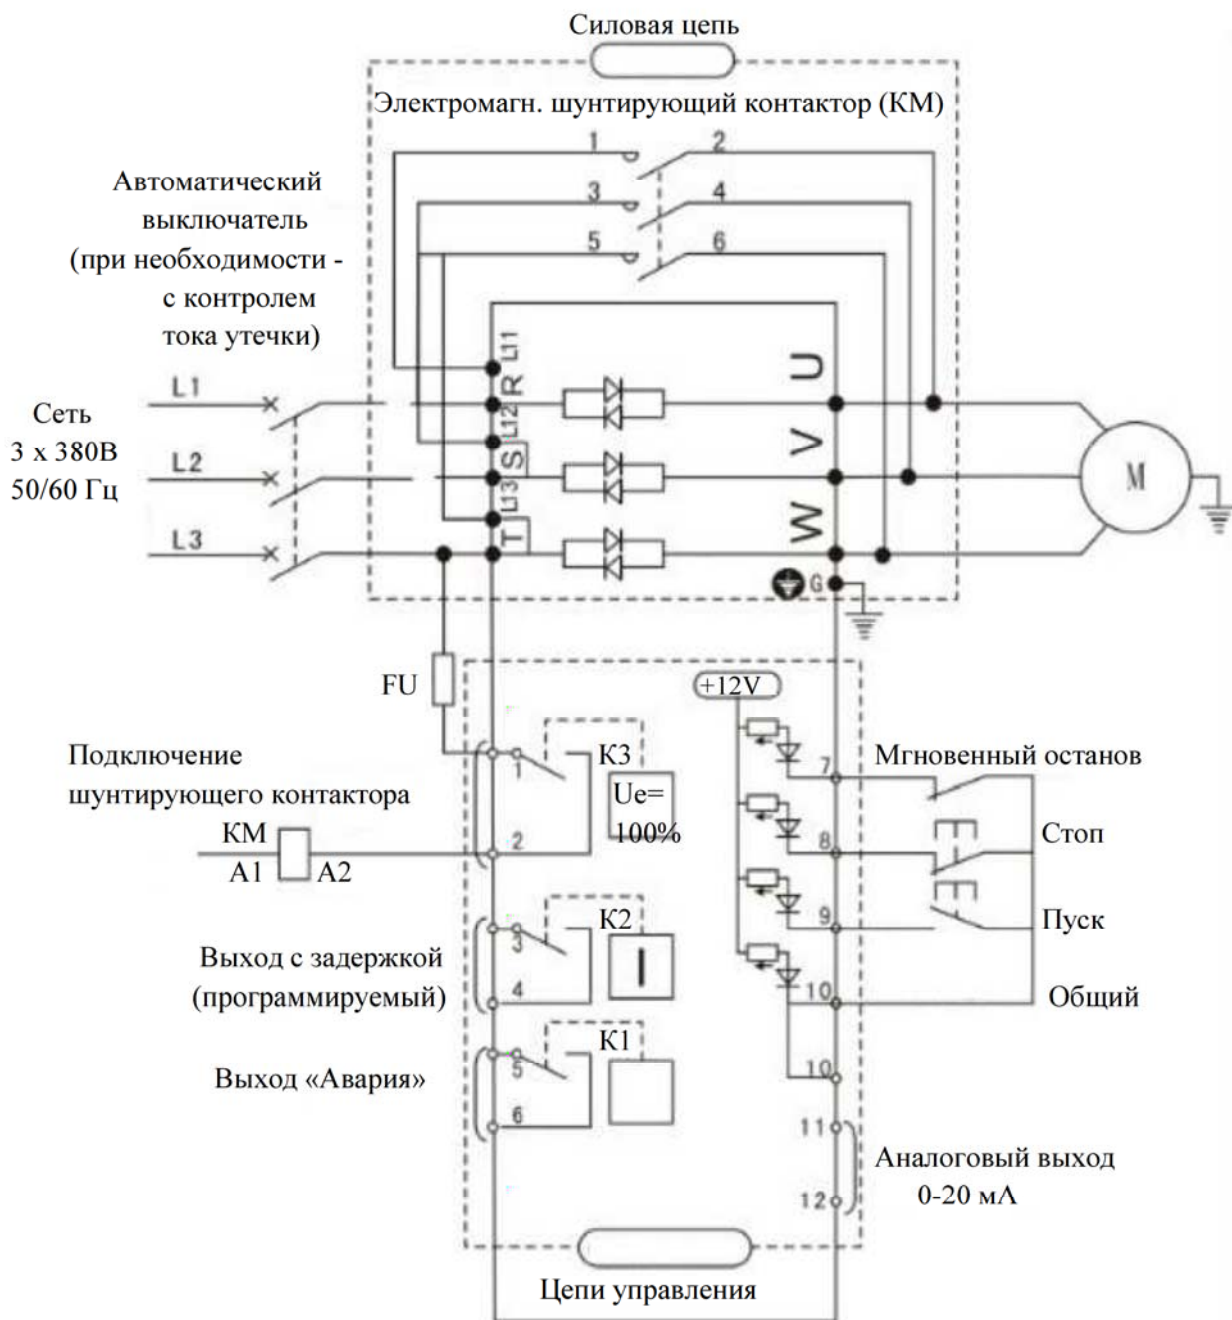 Силовая цепь
Электромагн. шунтирующий контактор (КМ)
1 2
3 4
5 6
Автоматический
выключатель
(при необходимости -
с контролем
тока утечки)
L11
R
L12
S
L13
T
U
V
W
G
L1
L2
L3
Сеть
3 x 380В
50/60 Гц
M
FU
+12V
Подключение
шунтирующего контактора
КМ
А1 А2
1
2
К3
Ue=
100%
7
8
9
10
10
11
12
Мгновенный останов
Стоп
Пуск
Общий
3
4
К2
Выход с задержкой
(программируемый)
5
6
К1
Выход «Авария»
Аналоговый выход
0-20 мА
Цепи управления